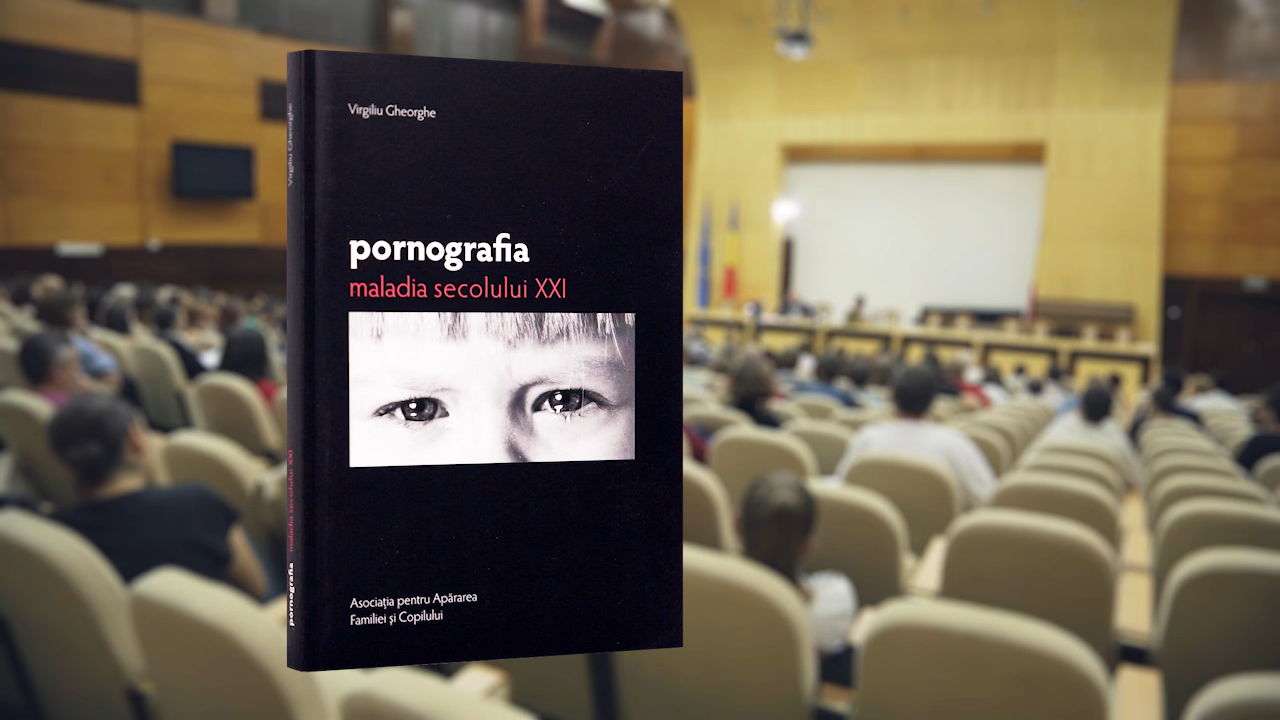 Virgiliu Gheorghe
pornografia
maladia secolului XXI
Asociația pentru Apărarea
Familiei și Copilului
Virgiliu Gheorghe
pornografia maladia secolului XXI